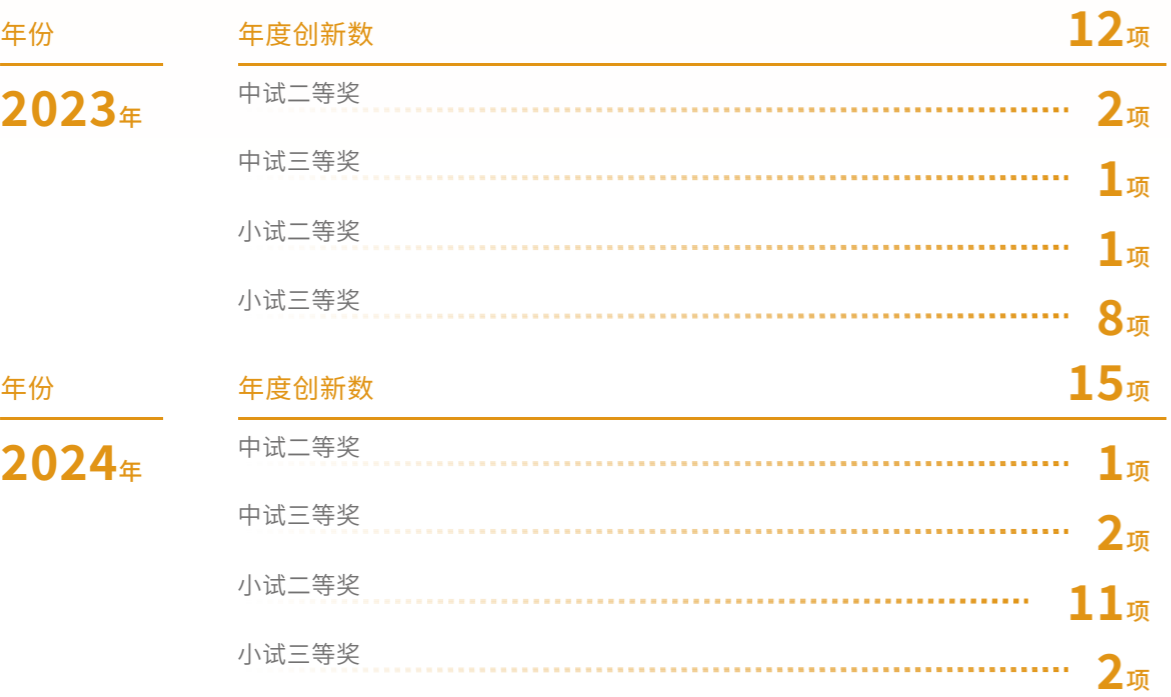 年份 年度创新数 12项
2023年 中试二等奖 2项
中试三等奖 1项
小试二等奖 1项
小试三等奖 8项
年份 年度创新数 15项
2024年 中试二等奖 1项
中试三等奖 2项
小试二等奖 11项
小试三等奖 2项